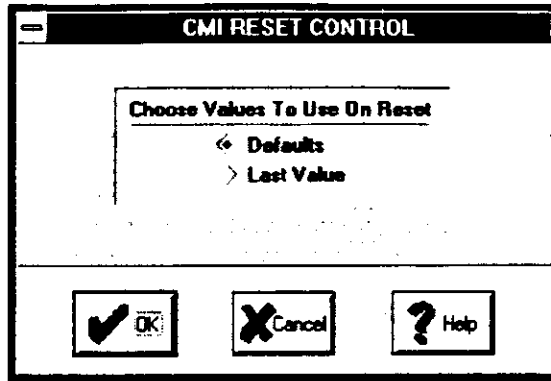 CMI RESET CONTROL
Choose Values To Use On Reset
Defaults
Last Value
OK
Cancel
Help